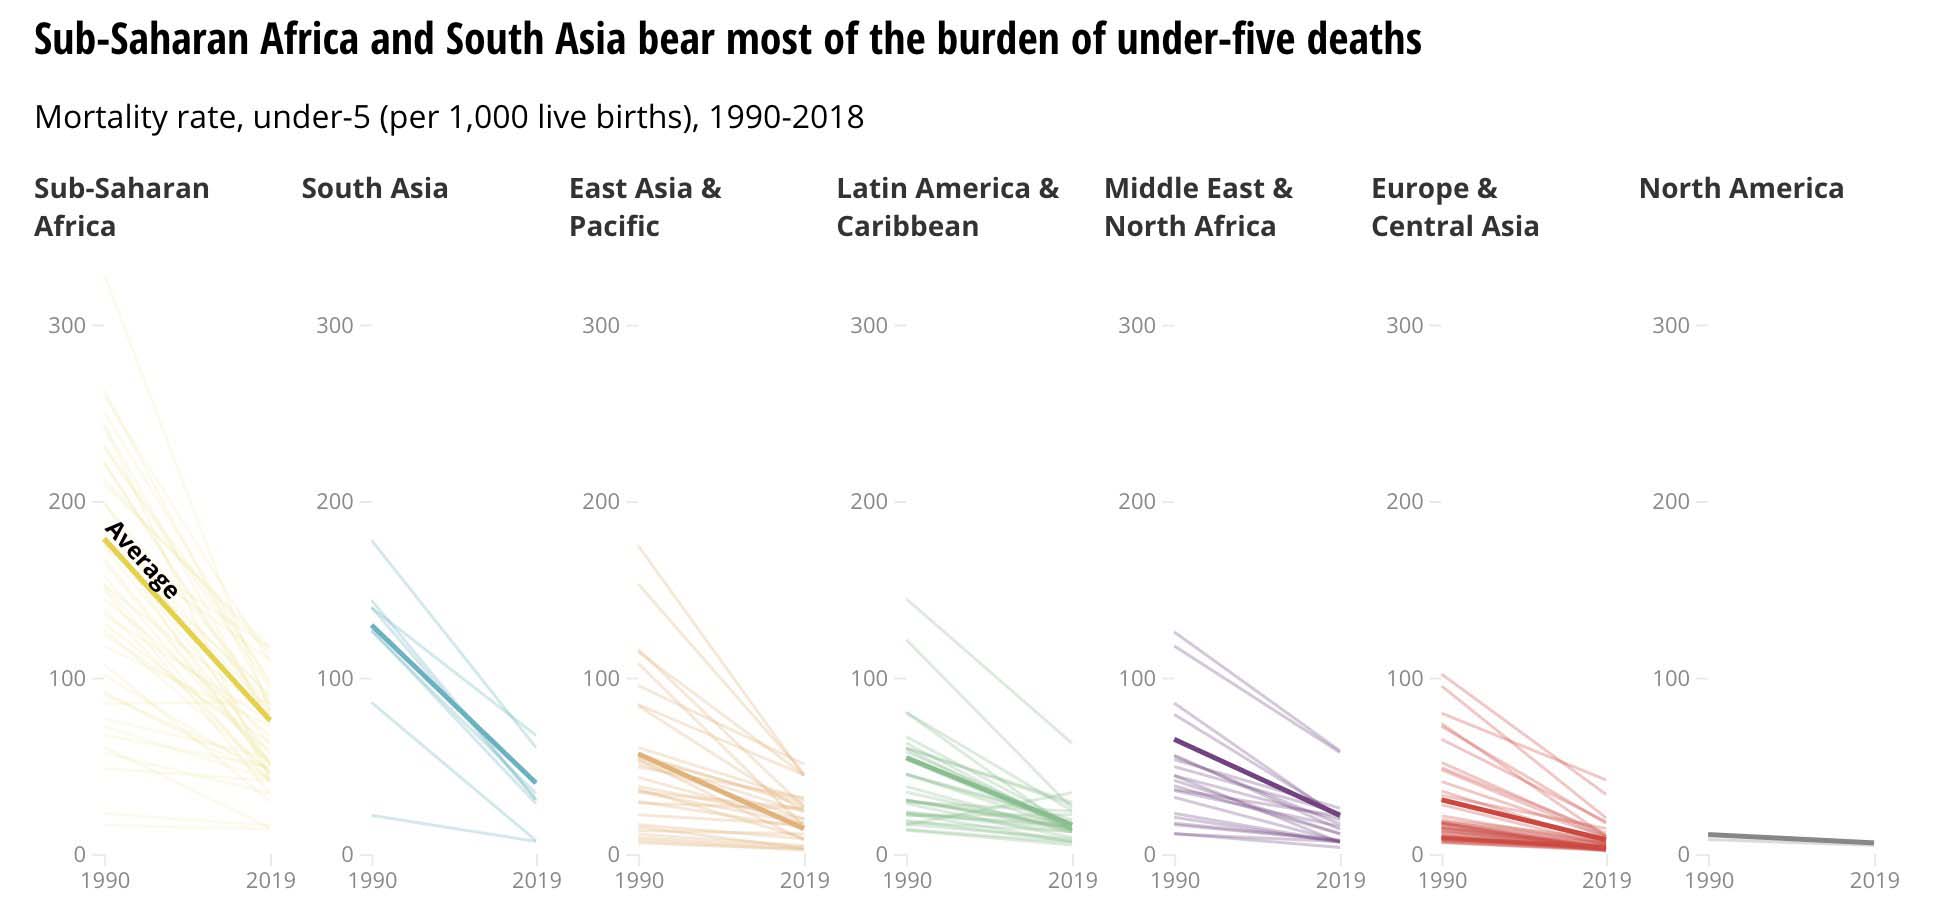 Sub-Saharan Africa and South Asia bear most of the burden of under-five deaths
Mortality rate, under-5 (per 1,000 live births), 1990-2018
Sub-Saharan
Africa
South Asia
East Asia &
Pacific
Latin America &
Caribbean
Middle East &
North Africa
Europe &
Central Asia
North America
300 300 300 300 300 300 300
200 200 200 200 200 200 200
Average
100 100 100 100 100 100 100
0 0 0 0 0 0 0
1990 2019 1990 2019 1990 2019 1990 2019 1990 2019 1990 2019 1990 2019